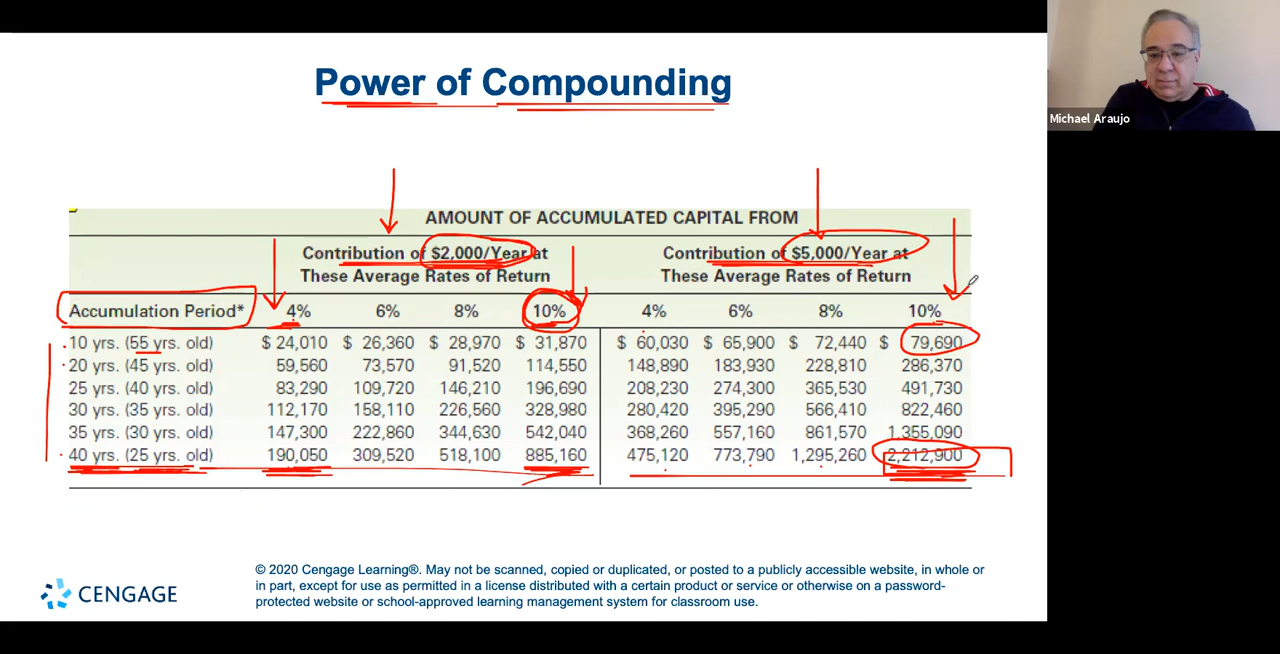 Power of Compounding
Michael Araujo
AMOUNT OF ACCUMULATED CAPITAL FROM
Contribution of $2,000/Year at Contribution of $5,000/Year at
These Average Rates of Return These Average Rates of Return
Accumulation Period* 4% 6% 8% 10% 4% 6% 8% 10%
10 yrs. (55 yrs. old) $ 24,010 $ 26,360 $ 28,970 $ 31,870 $ 60,030 $ 65,900 $ 72,440 $ 79,690
20 yrs. (45 yrs. old) 59,560 73,570 91,520 114,550 148,890 183,930 228,810 286,370
25 yrs. (40 yrs. old) 83,290 109,720 146,210 196,690 208,230 274,300 365,530 491,730
30 yrs. (35 yrs. old) 112,170 158,110 226,560 328,980 280,420 395,290 566,410 822,460
35 yrs. (30 yrs. old) 147,300 222,860 344,630 542,040 368,260 557,160 861,570 1,355,090
40 yrs. (25 yrs. old) 190,050 309,520 518,100 885,160 475,120 773,790 1,295,260 2,212,900
CENGAGE
© 2020 Cengage Learning®. May not be scanned, copied or duplicated, or posted to a publicly accessible website, in whole or
in part, except for use as permitted in a license distributed with a certain product or service or otherwise on a password-
protected website or school-approved learning management system for classroom use.